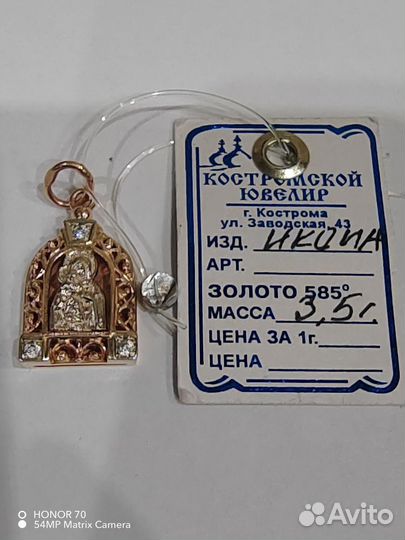 КОСТРОМСКОЙ
ЮВЕЛИР
г. Кострома
ул. Заводская, 43
ИЗД. ИКОНА
АРТ.
ЗОЛОТО 585°
МАССА 3,5 г.
ЦЕНА ЗА 1г.
ЦЕНА
HONOR 70
54MP Matrix Camera
Avito